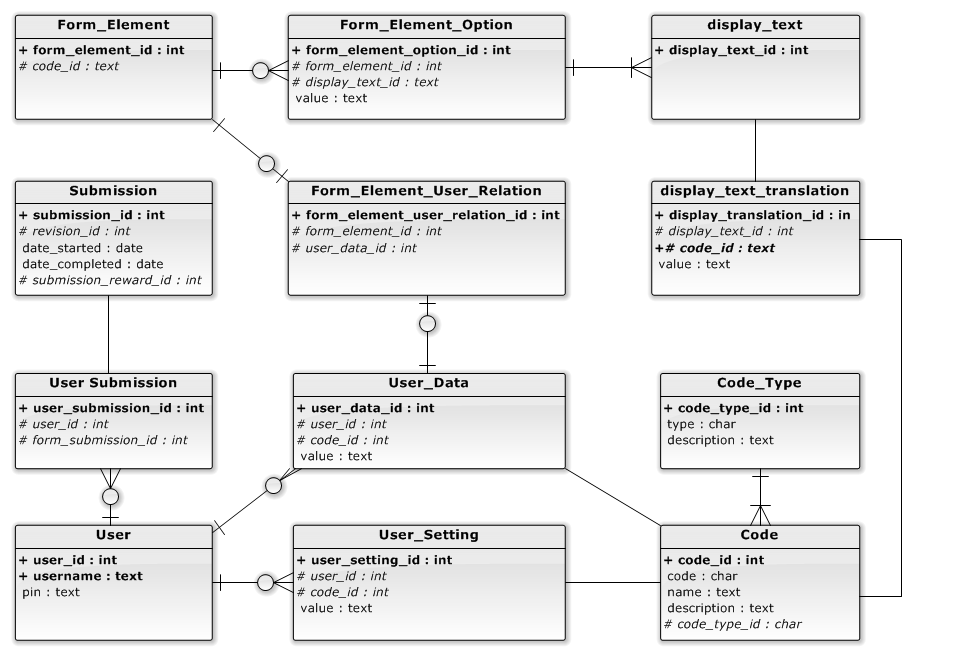 Form_Element
+ form_element_id : int
# code_id : text
Form_Element_Option
+ form_element_option_id : int
# form_element_id : int
# display_text_id : text
value : text
display_text
+ display_text_id : int
Submission
+ submission_id : int
# revision_id : int
date_started : date
date_completed : date
# submission_reward_id : int
Form_Element_User_Relation
+ form_element_user_relation_id : int
# form_element_id : int
# user_data_id : int
display_text_translation
+ display_translation_id : in
# display_text_id : int
+# code_id : text
value : text
User Submission
+ user_submission_id : int
# user_id : int
# form_submission_id : int
User_Data
+ user_data_id : int
# user_id : int
# code_id : int
value : text
Code_Type
+ code_type_id : int
type : char
description : text
User
+ user_id : int
+ username : text
pin : text
User_Setting
+ user_setting_id : int
# user_id : int
# code_id : int
value : text
Code
+ code_id : int
code : char
name : text
description : text
# code_type_id : char